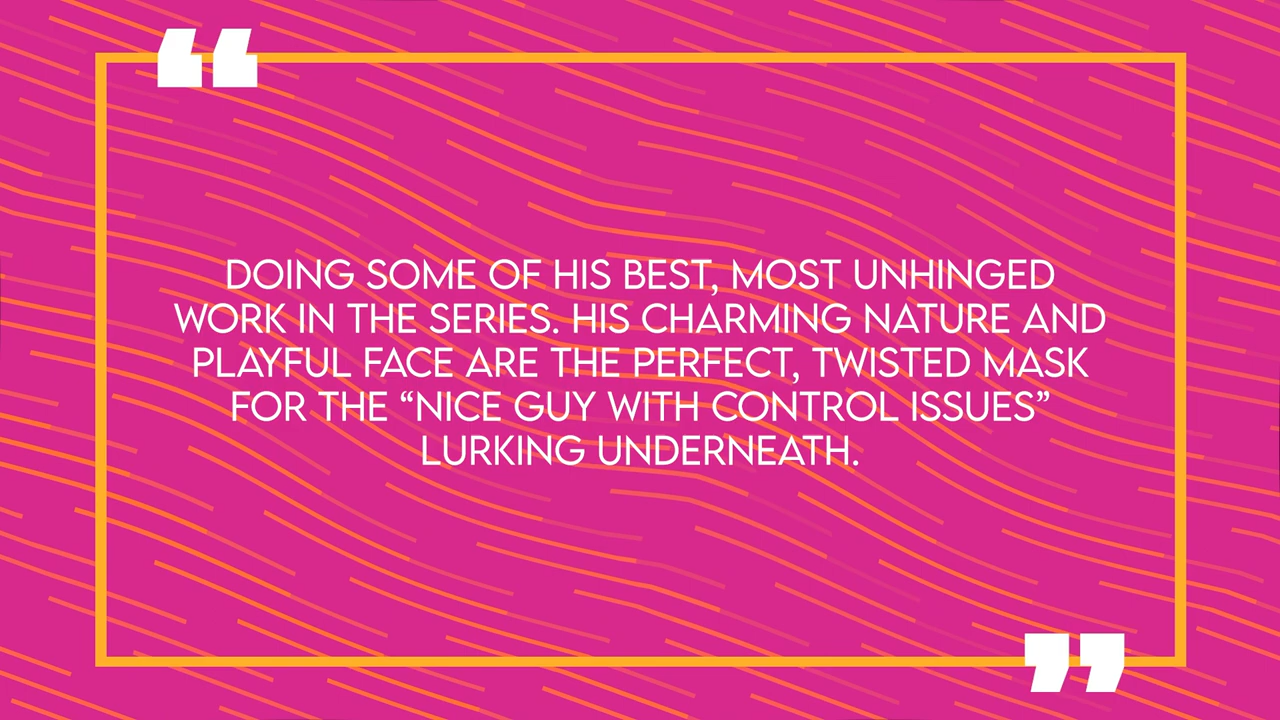 “
DOING SOME OF HIS BEST, MOST UNHINGED
WORK IN THE SERIES. HIS CHARMING NATURE AND
PLAYFUL FACE ARE THE PERFECT, TWISTED MASK
FOR THE “NICE GUY WITH CONTROL ISSUES”
LURKING UNDERNEATH.
”